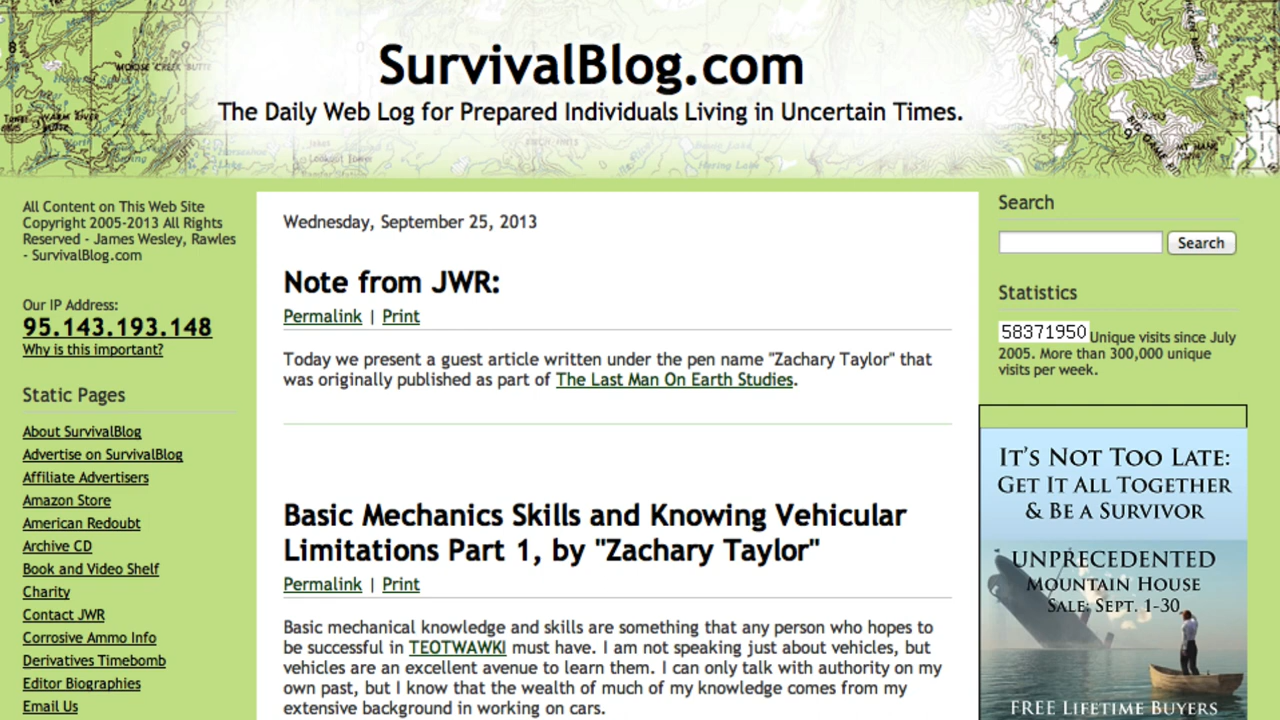 SurvivalBlog.com
The Daily Web Log for Prepared Individuals Living in Uncertain Times.
MOOSE CREEK BUTTE
Lookout Tower
9
4
All Content on This Web Site
Copyright 2005-2013 All Rights
Reserved - James Wesley, Rawles
- SurvivalBlog.com
Our IP Address:
95.143.193.148
Why is this important?
Static Pages
About SurvivalBlog
Advertise on SurvivalBlog
Affiliate Advertisers
Amazon Store
American Redoubt
Archive CD
Book and Video Shelf
Charity
Contact JWR
Corrosive Ammo Info
Derivatives Timebomb
Editor Biographies
Email Us
Wednesday, September 25, 2013
Note from JWR:
Permalink | Print
Today we present a guest article written under the pen name "Zachary Taylor" that
was originally published as part of The Last Man On Earth Studies.
Basic Mechanics Skills and Knowing Vehicular
Limitations Part 1, by "Zachary Taylor"
Permalink | Print
Basic mechanical knowledge and skills are something that any person who hopes to
be successful in TEOTWAWKI must have. I am not speaking just about vehicles, but
vehicles are an excellent avenue to learn them. I can only talk with authority on my
own past, but I know that the wealth of much of my knowledge comes from my
extensive background in working on cars.
Search
Search
Statistics
58371950 Unique visits since July
2005. More than 300,000 unique
visits per week.
IT'S NOT TOO LATE:
GET IT ALL TOGETHER
& BE A SURVIVOR
UNPRECEDENTED
MOUNTAIN HOUSE
SALE: SEPT. 1-30
FREE LIFETIME BUYERS